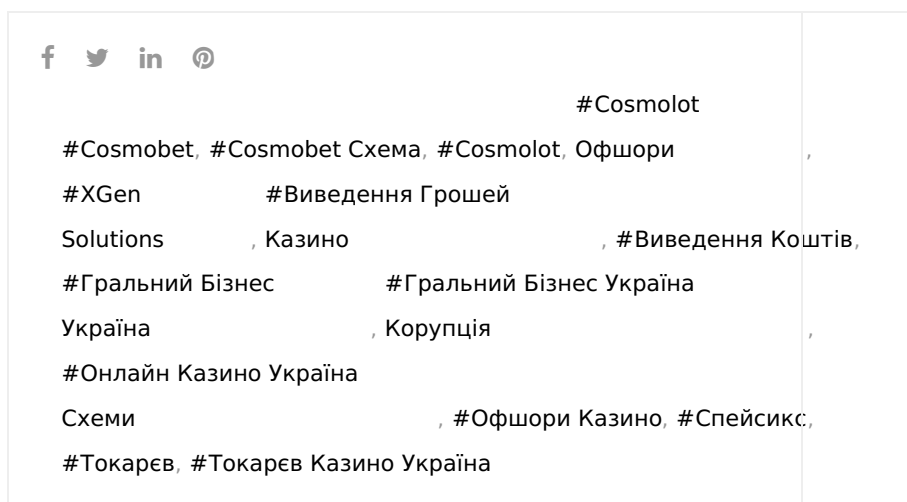 #Cosmolot
#Cosmobet, #Cosmobet Схема, #Cosmolot, Офшори ,
#XGen #Виведення Грошей
Solutions , Казино , #Виведення Коштів,
#Гральний Бізнес #Гральний Бізнес Україна
Україна , Корупція ,
#Онлайн Казино Україна
Схеми , #Офшори Казино, #Спейсикс,
#Токарєв, #Токарєв Казино Україна